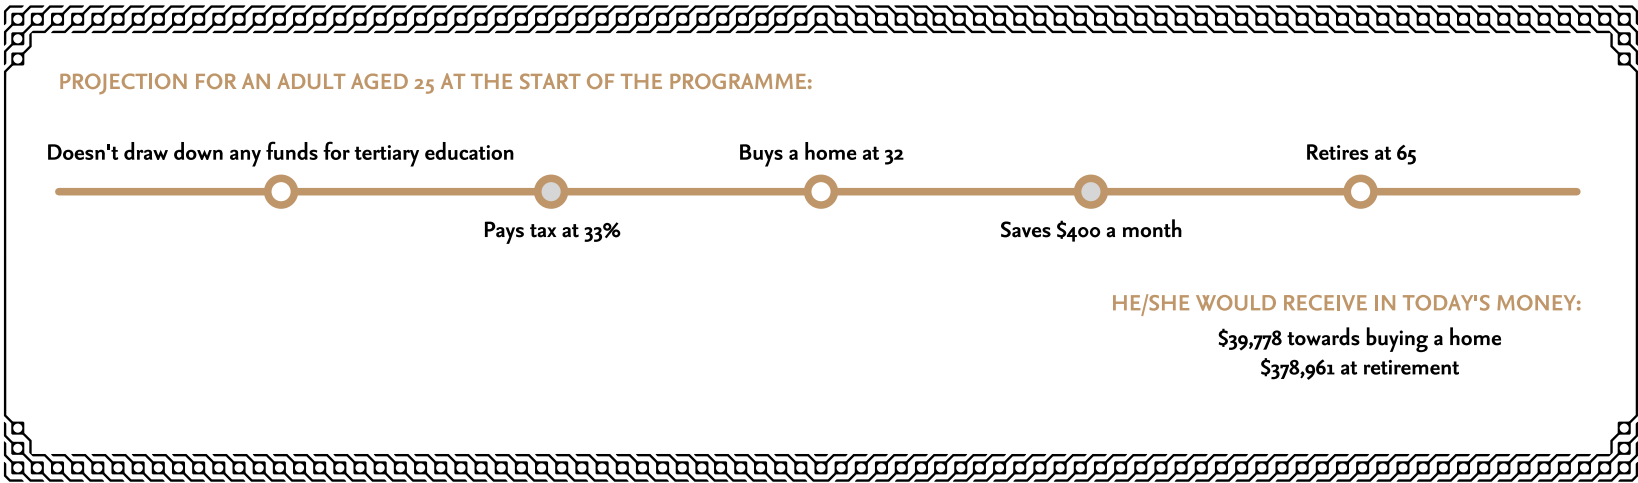 PROJECTION FOR AN ADULT AGED 25 AT THE START OF THE PROGRAMME:
Doesn't draw down any funds for tertiary education
Pays tax at 33%
Buys a home at 32
Saves $400 a month
Retires at 65
HE/SHE WOULD RECEIVE IN TODAY'S MONEY:
$39,778 towards buying a home
$378,961 at retirement